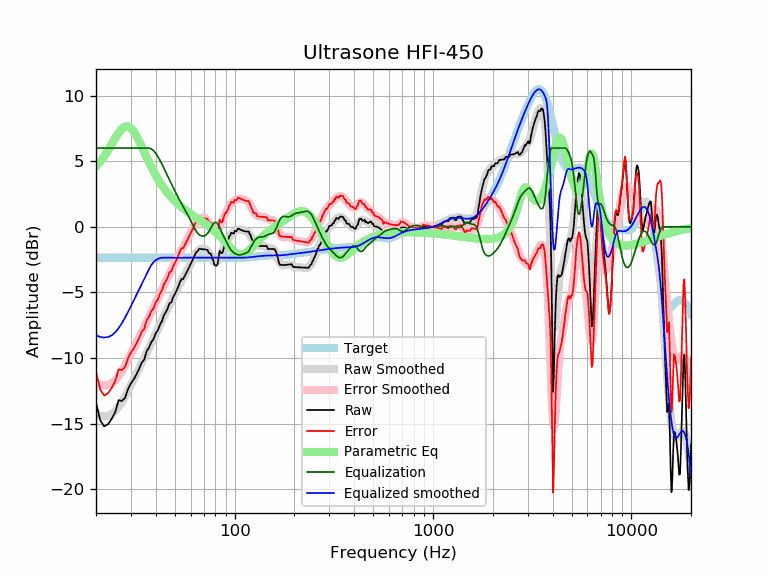 Ultrasone HFI-450
Amplitude (dBr)
10
5
0
−5
−10
−15
−20
Target
Raw Smoothed
Error Smoothed
Raw
Error
Parametric Eq
Equalization
Equalized smoothed
100
1000
10000
Frequency (Hz)